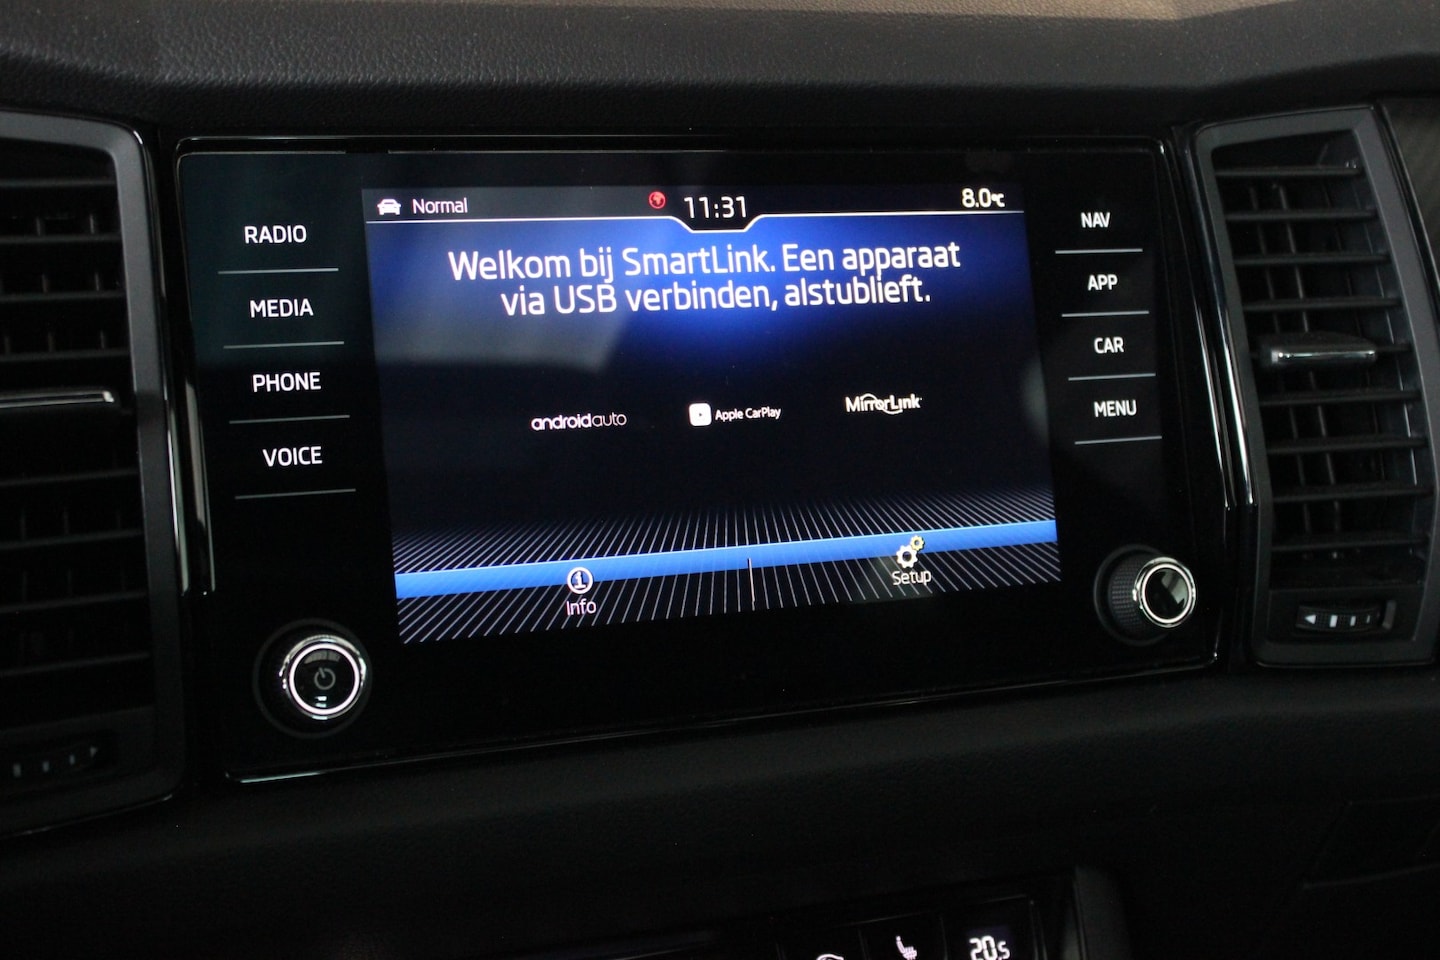 Normal
11:31
8.0°C
RADIO
MEDIA
PHONE
VOICE
Welkom bij SmartLink. Een apparaat
via USB verbinden, alstublieft.
androidauto
Apple CarPlay
MirrorLink
Info
Setup
NAV
APP
CAR
MENU
20.5